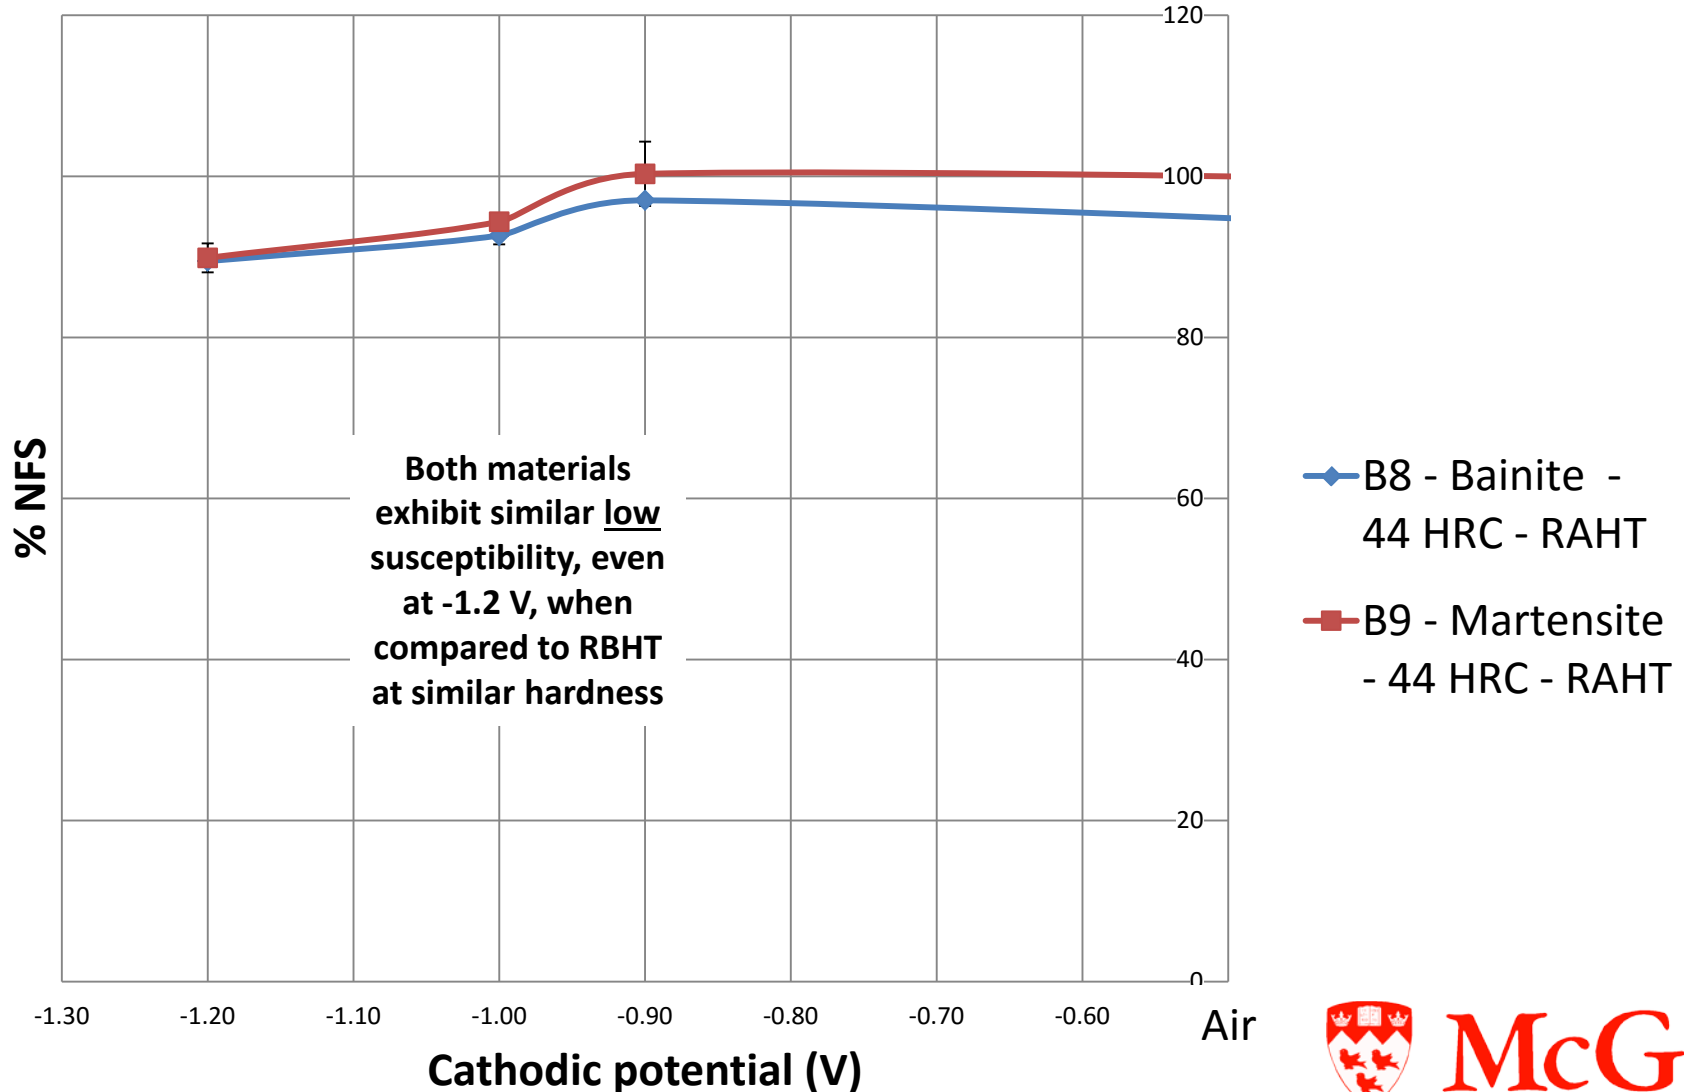 120
100
80
60
40
20
0
% NFS
Both materials
exhibit similar low
susceptibility, even
at -1.2 V, when
compared to RBHT
at similar hardness
-1.30 -1.20 -1.10 -1.00 -0.90 -0.80 -0.70 -0.60 Air
Cathodic potential (V)
B8 - Bainite -
44 HRC - RAHT
B9 - Martensite
- 44 HRC - RAHT
McG